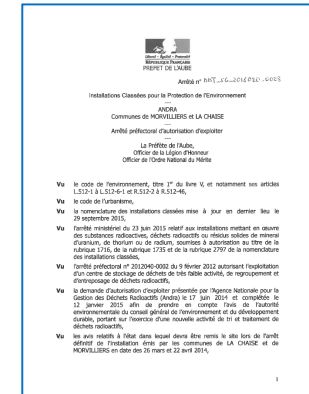 Liberté • Égalité • Fraternité
RÉPUBLIQUE FRANÇAISE
PREFET DE L'AUBE
Arrêté n°
Installations Classées pour la Protection de l'Environnement
---
ANDRA
Communes de MORVILLIERS et LA CHAISE
---
Arrêté préfectoral d'autorisation d'exploiter
---
La Préfète de l'Aube,
Officier de la Légion d'Honneur
Officier de l'Ordre National du Mérite
Vu le code de l'environnement, titre 1er du livre V, et notamment ses articles
L.512-1 à L.512-6-1 et R.512-2 à R.512-46,
Vu le code de l'urbanisme,
Vu la nomenclature des installations classées mise à jour en dernier lieu le
29 septembre 2015,
Vu l'arrêté ministériel du 23 juin 2015 relatif aux installations mettant en œuvre
des substances radioactives, déchets radioactifs ou résidus solides de minerai
d'uranium, de thorium ou de radium, soumises à autorisation au titre de la
rubrique 1716, de la rubrique 1735 et de la rubrique 2797 de la nomenclature
des installations classées,
Vu l'arrêté préfectoral n° 2012040-0002 du 9 février 2012 autorisant l'exploitation
d'un centre de stockage de déchets de très faible activité, de regroupement et
d'entreposage de déchets radioactifs,
Vu la demande d'autorisation d'exploiter présentée par l'Agence Nationale pour la
Gestion des Déchets Radioactifs (Andra) le 17 juin 2014 et complétée le
12 janvier 2015 afin de prendre en compte l'avis de l'autorité
environnementale du conseil général de l'environnement et du développement
durable, portant sur l'exercice d'une nouvelle activité de tri et traitement de
déchets radioactifs,
Vu les avis relatifs à l'état dans lequel devra être remis le site lors de l'arrêt
définitif de l'installation émis par les communes de LA CHAISE et de
MORVILLIERS en date des 26 mars et 22 avril 2014,
1